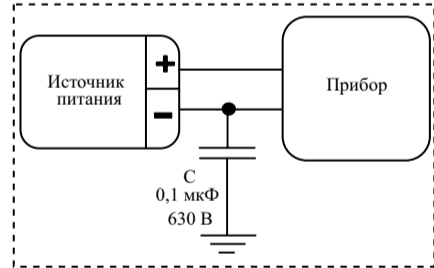 Источник
питания
+
−
Прибор
С
0,1 мкФ
630 В